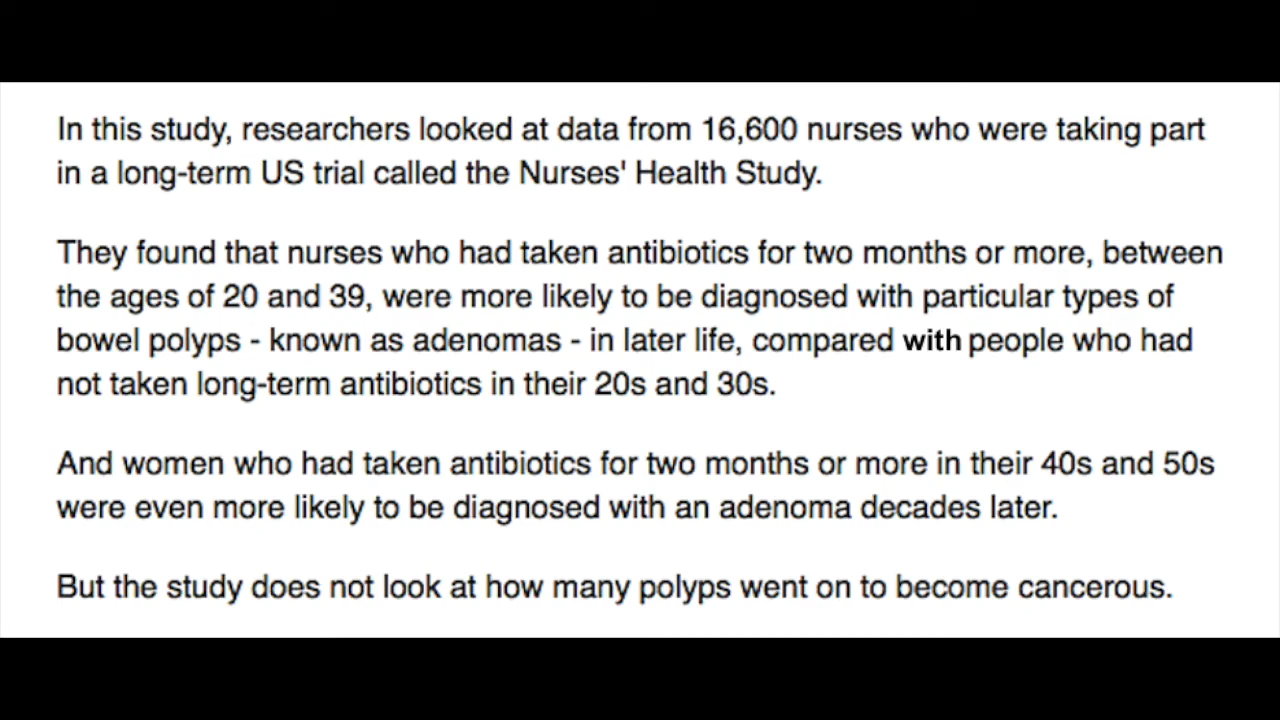 In this study, researchers looked at data from 16,600 nurses who were taking part
in a long-term US trial called the Nurses' Health Study.
They found that nurses who had taken antibiotics for two months or more, between
the ages of 20 and 39, were more likely to be diagnosed with particular types of
bowel polyps - known as adenomas - in later life, compared with people who had
not taken long-term antibiotics in their 20s and 30s.
And women who had taken antibiotics for two months or more in their 40s and 50s
were even more likely to be diagnosed with an adenoma decades later.
But the study does not look at how many polyps went on to become cancerous.